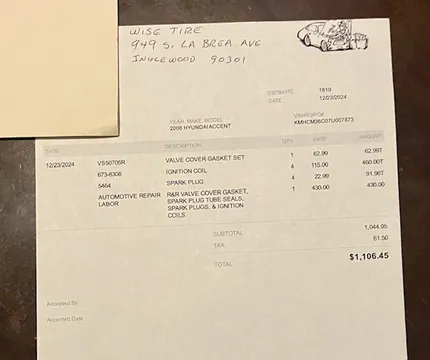 WISE TIRE
949 S. LA BREA AVE
INGLEWOOD 90301
ESTIMATE 1810
DATE 12/23/2024
YEAR MAKE MODEL
2006 HYUNDAI ACCENT
KMHCM36C07U007873
DATE DESCRIPTION QTY RATE AMOUNT
12/23/2024 VS50705R VALVE COVER GASKET SET 1 62.99 62.99T
673-8308 IGNITION COIL 4 115.00 460.00T
5464 SPARK PLUG 4 22.99 91.96T
AUTOMOTIVE REPAIR LABOR R&R VALVE COVER GASKET, 1 430.00 430.00
SPARK PLUG TUBE SEALS,
SPARK PLUGS, & IGNITION
COILS
SUBTOTAL 1,044.95
TAX 61.50
TOTAL $1,106.45
Accepted By
Accepted Date